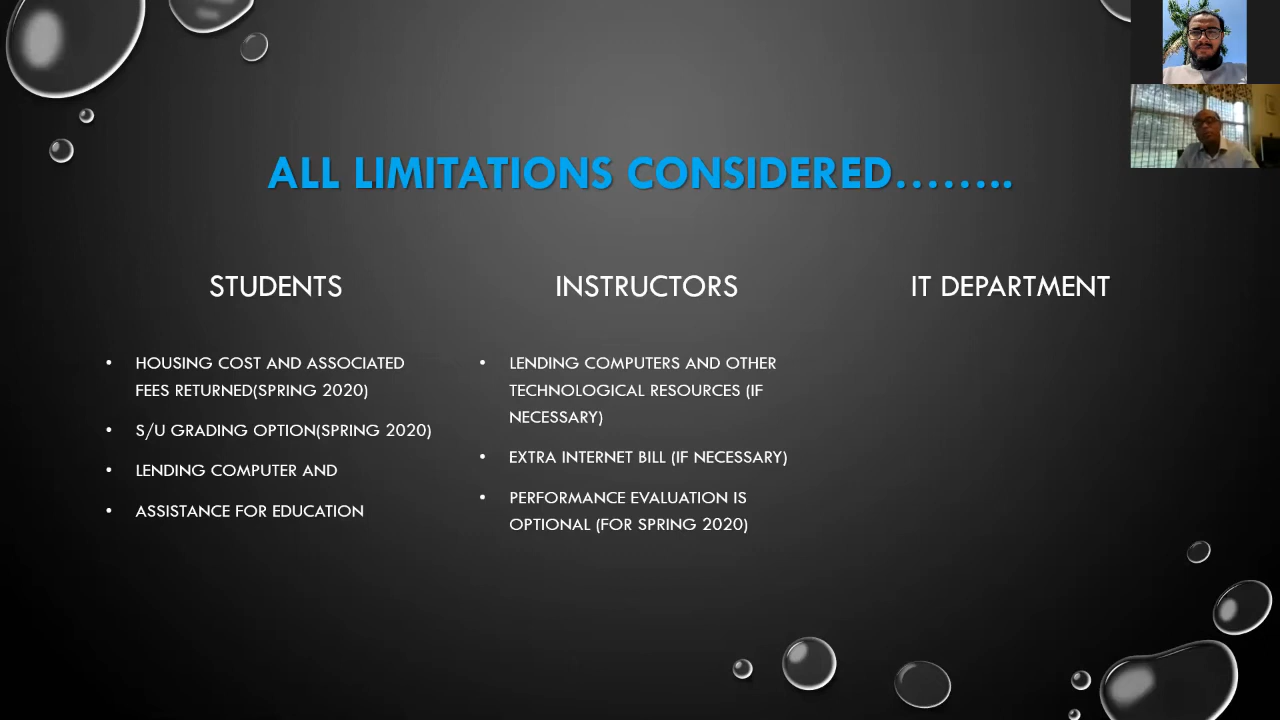 ALL LIMITATIONS CONSIDERED........
STUDENTS
HOUSING COST AND ASSOCIATED
FEES RETURNED(SPRING 2020)
S/U GRADING OPTION(SPRING 2020)
LENDING COMPUTER AND
ASSISTANCE FOR EDUCATION
INSTRUCTORS
LENDING COMPUTERS AND OTHER
TECHNOLOGICAL RESOURCES (IF
NECESSARY)
EXTRA INTERNET BILL (IF NECESSARY)
PERFORMANCE EVALUATION IS
OPTIONAL (FOR SPRING 2020)
IT DEPARTMENT